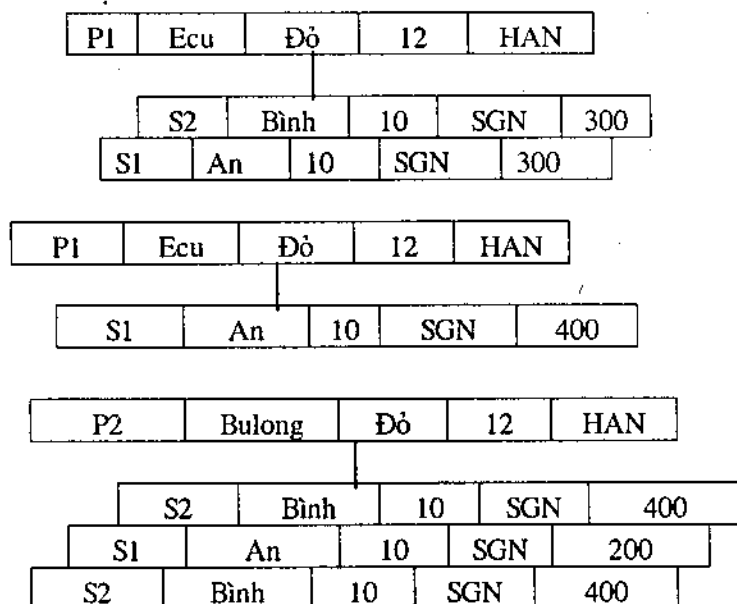 P1 Ecu Đỏ 12 HAN
S2 Bình 10 SGN 300
S1 An 10 SGN 300
P1 Ecu Đỏ 12 HAN
S1 An 10 SGN 400
P2 Bulong Đỏ 12 HAN
S2 Bình 10 SGN 400
S1 An 10 SGN 200
S2 Bình 10 SGN 400